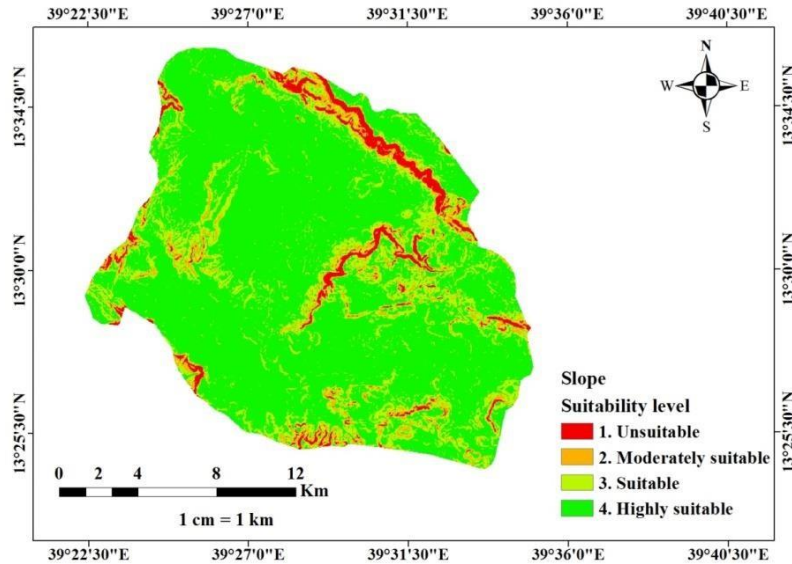 39°22'30"E 39°27'0"E 39°31'30"E 39°36'0"E 39°40'30"E
N
W E
S
13°34'30"N 13°34'30"N
13°30'0"N 13°30'0"N
13°25'30"N 13°25'30"N
Slope
Suitability level
1. Unsuitable
2. Moderately suitable
3. Suitable
4. Highly suitable
0 2 4 8 12
Km
1 cm = 1 km
39°22'30"E 39°27'0"E 39°31'30"E 39°36'0"E 39°40'30"E